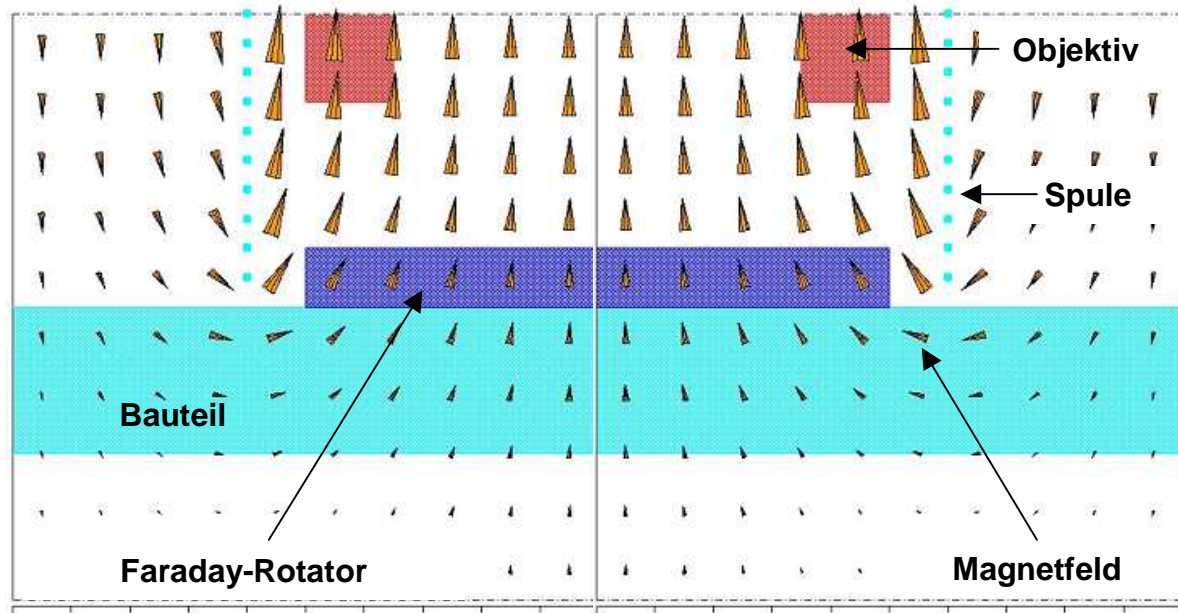 Objektiv
Spule
Bauteil
Faraday-Rotator
Magnetfeld